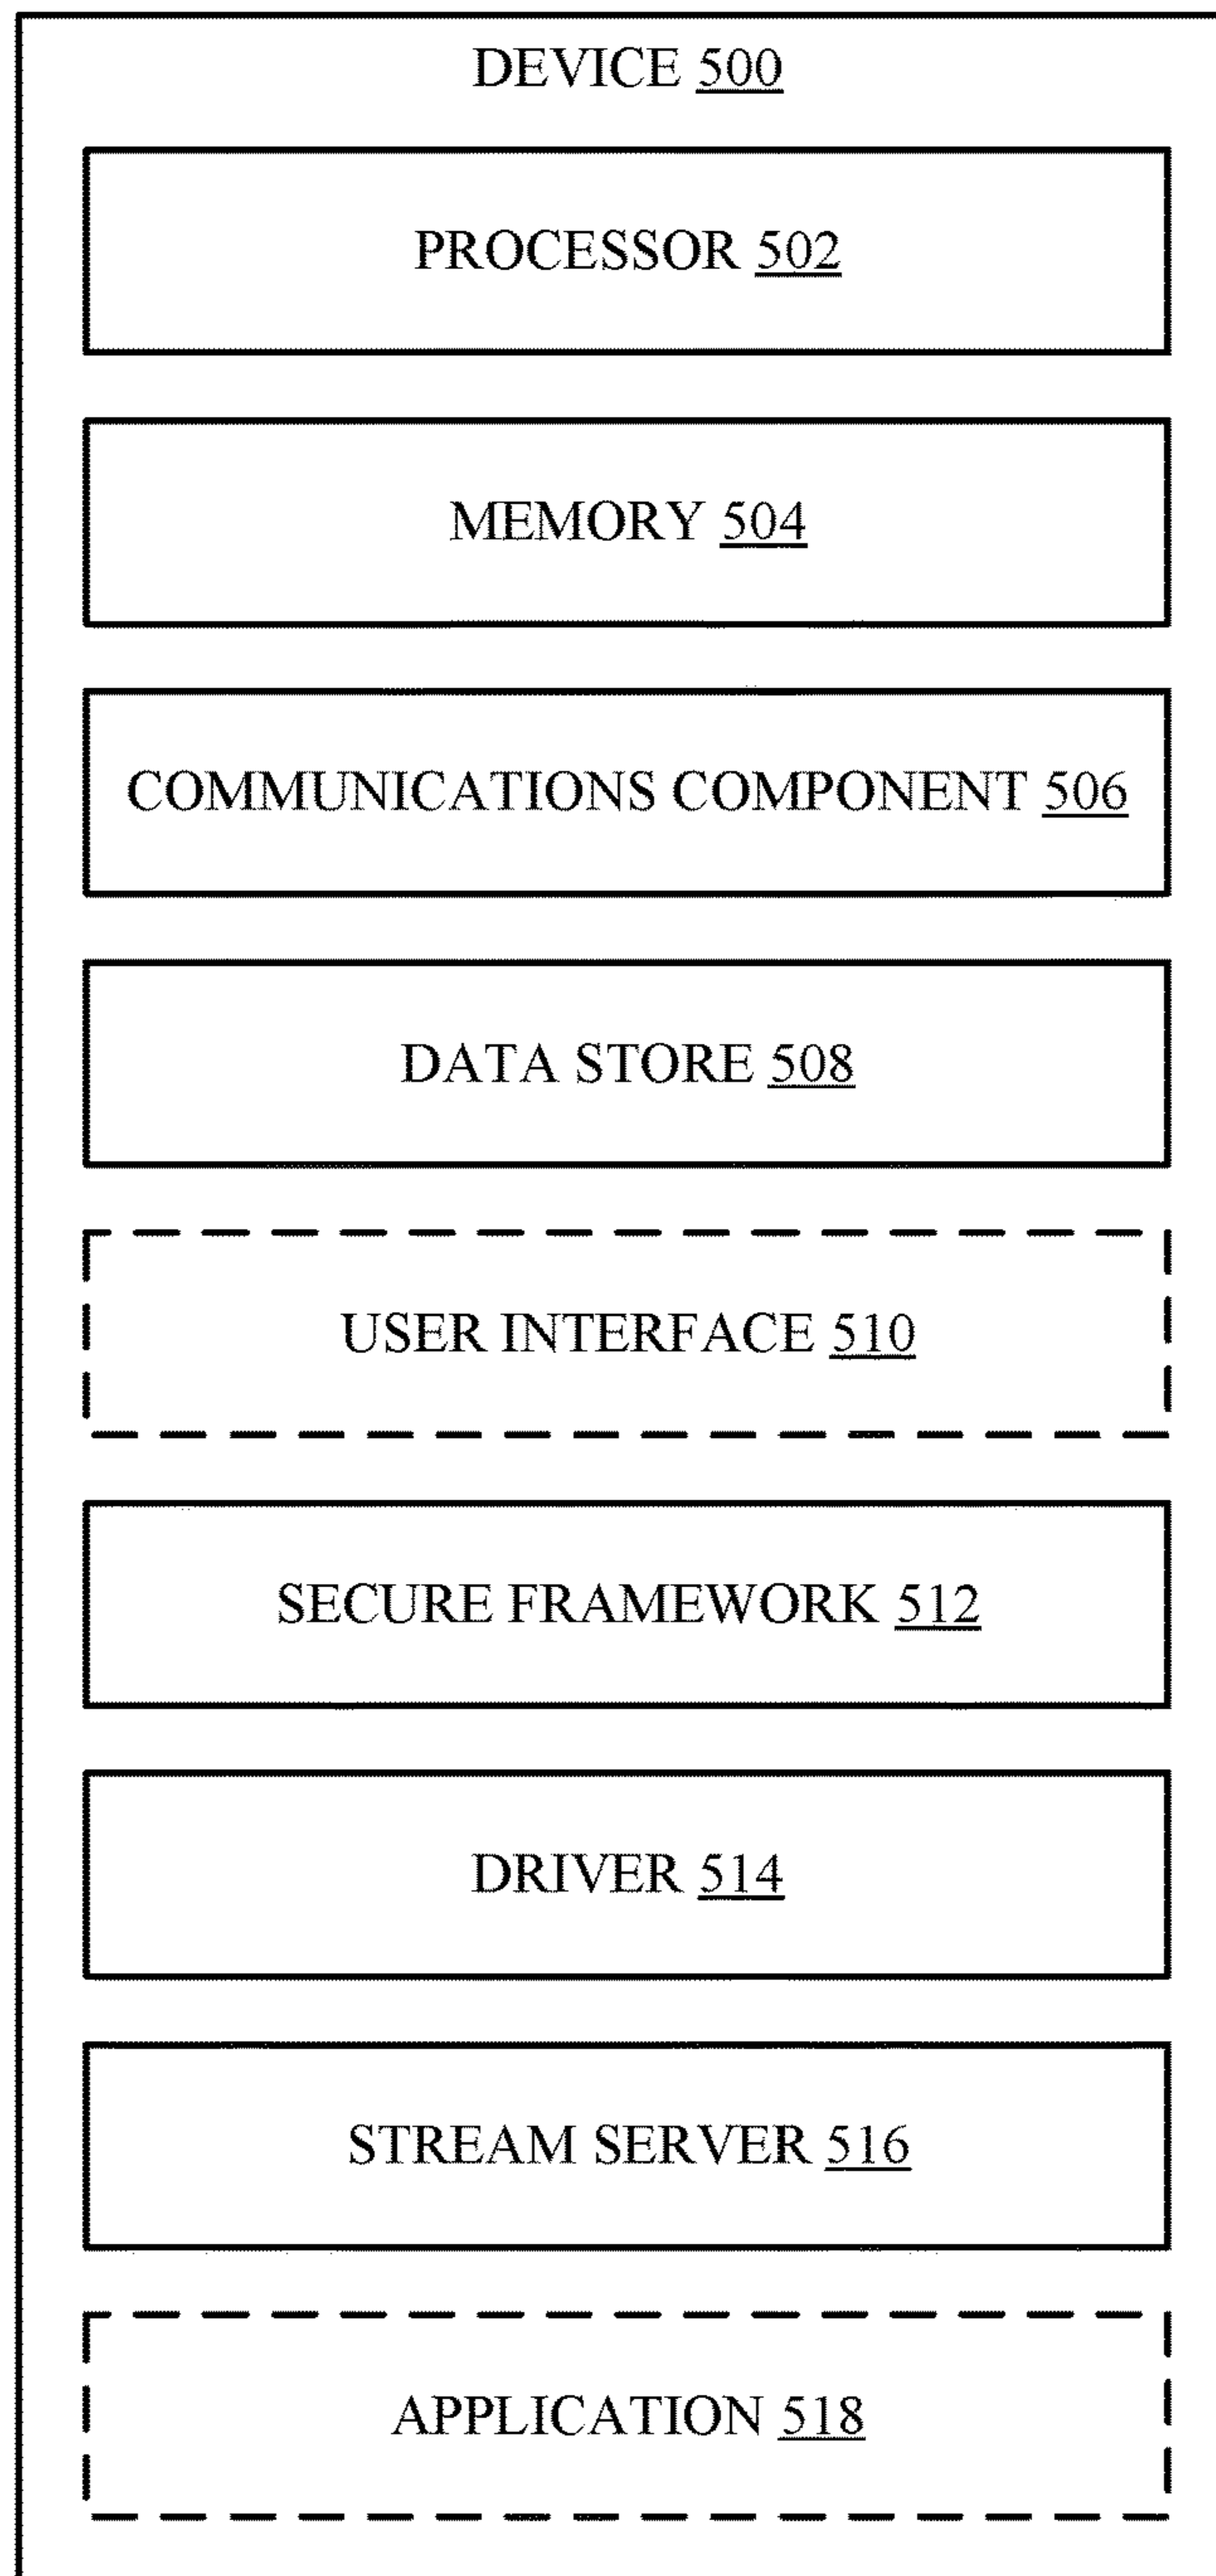 DEVICE 500
PROCESSOR 502
MEMORY 504
COMMUNICATIONS COMPONENT 506
DATA STORE 508
USER INTERFACE 510
SECURE FRAMEWORK 512
DRIVER 514
STREAM SERVER 516
APPLICATION 518